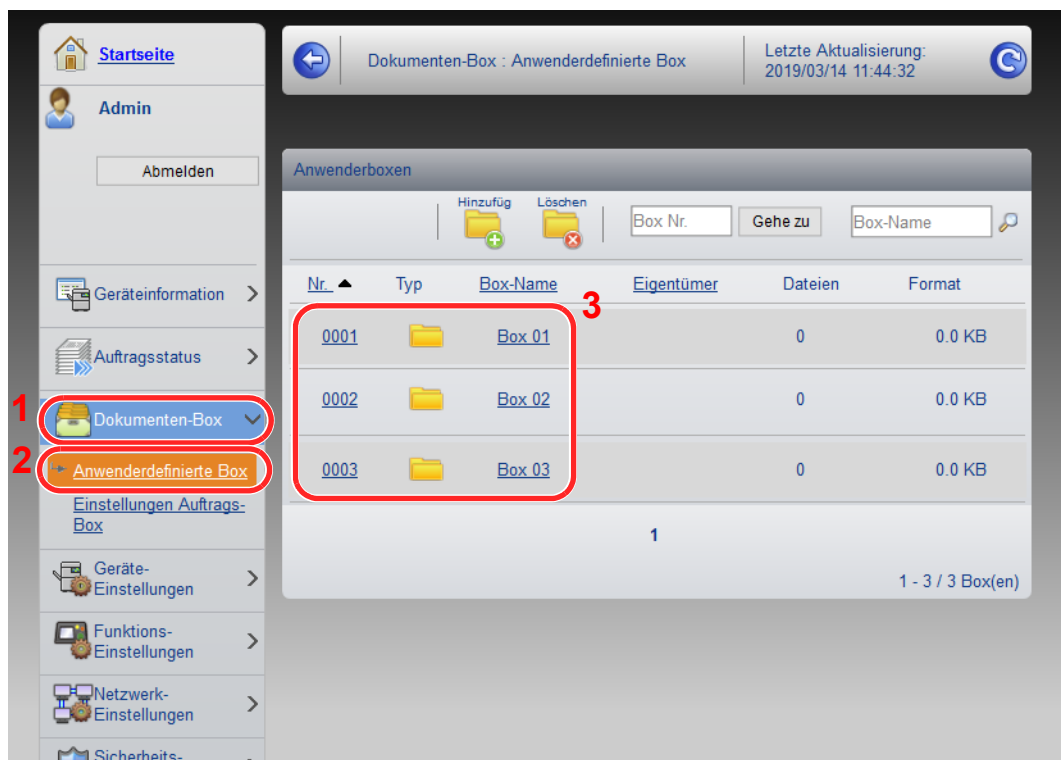 Startseite
Admin
Abmelden
Geräteinformation
Auftragsstatus
1
Dokumenten-Box
2
Anwenderdefinierte Box
Einstellungen Auftrags-
Box
Geräte-
Einstellungen
Funktions-
Einstellungen
Netzwerk-
Einstellungen
Sicherheits-
Dokumenten-Box : Anwenderdefinierte Box
Letzte Aktualisierung:
2019/03/14 11:44:32
Anwenderboxen
Hinzufüg Löschen
Box Nr. Gehe zu Box-Name
Nr. Typ Box-Name Eigentümer Dateien Format
3
0001 Box 01 0 0.0 KB
0002 Box 02 0 0.0 KB
0003 Box 03 0 0.0 KB
1
1 - 3 / 3 Box(en)